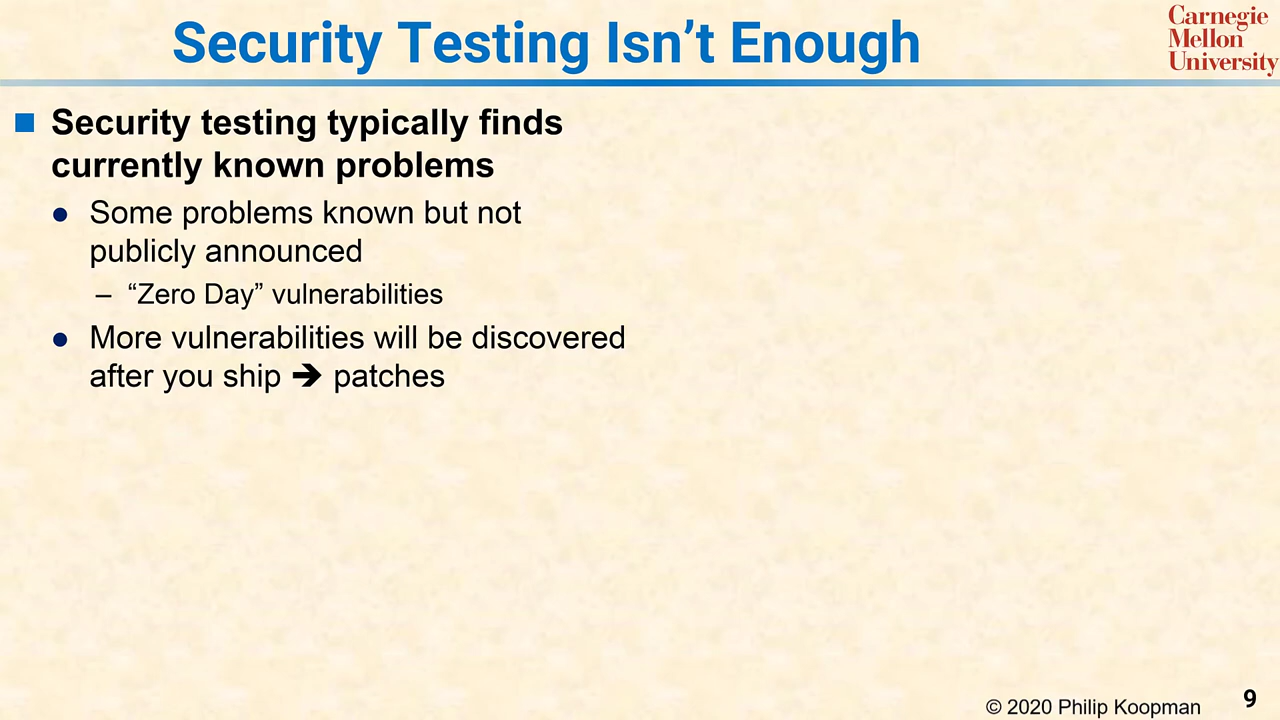 Security Testing Isn’t Enough
Carnegie
Mellon
University
■ Security testing typically finds
currently known problems
● Some problems known but not
publicly announced
– “Zero Day” vulnerabilities
● More vulnerabilities will be discovered
after you ship ➔ patches
© 2020 Philip Koopman
9